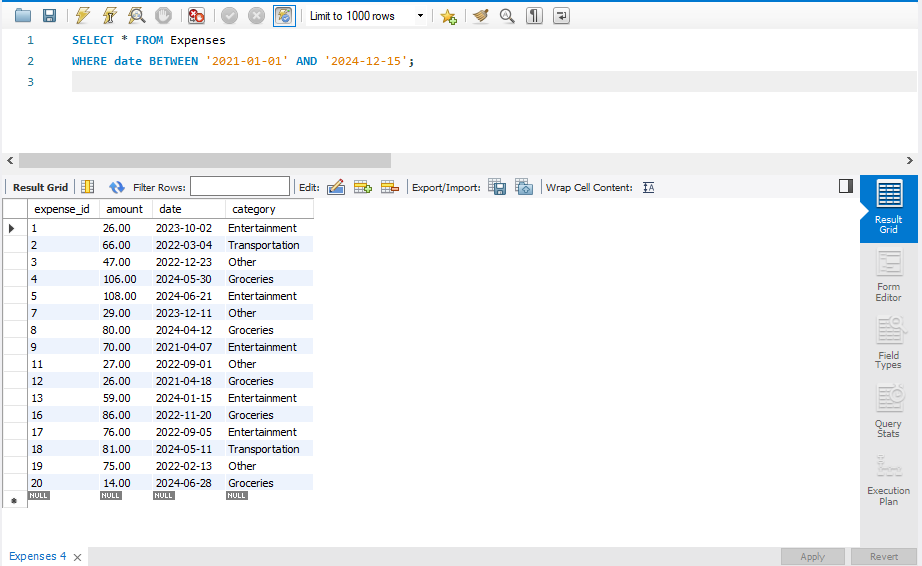 Limit to 1000 rows
1 SELECT * FROM Expenses
2 WHERE date BETWEEN '2021-01-01' AND '2024-12-15';
3
Result Grid Filter Rows: Edit: Export/Import: Wrap Cell Content:
expense_id amount date category
1 26.00 2023-10-02 Entertainment
2 66.00 2022-03-04 Transportation
3 47.00 2022-12-23 Other
4 106.00 2024-05-30 Groceries
5 108.00 2024-06-21 Entertainment
7 29.00 2023-12-11 Other
8 80.00 2024-04-12 Groceries
9 70.00 2021-04-07 Entertainment
11 27.00 2022-09-01 Other
12 26.00 2021-04-18 Groceries
13 59.00 2024-01-15 Entertainment
16 86.00 2022-11-20 Groceries
17 76.00 2022-09-05 Entertainment
18 81.00 2024-05-11 Transportation
19 75.00 2022-02-13 Other
20 14.00 2024-06-28 Groceries
NULL NULL NULL NULL
Result
Grid
Form
Editor
Field
Types
Query
Stats
Execution
Plan
Expenses 4 Apply Revert